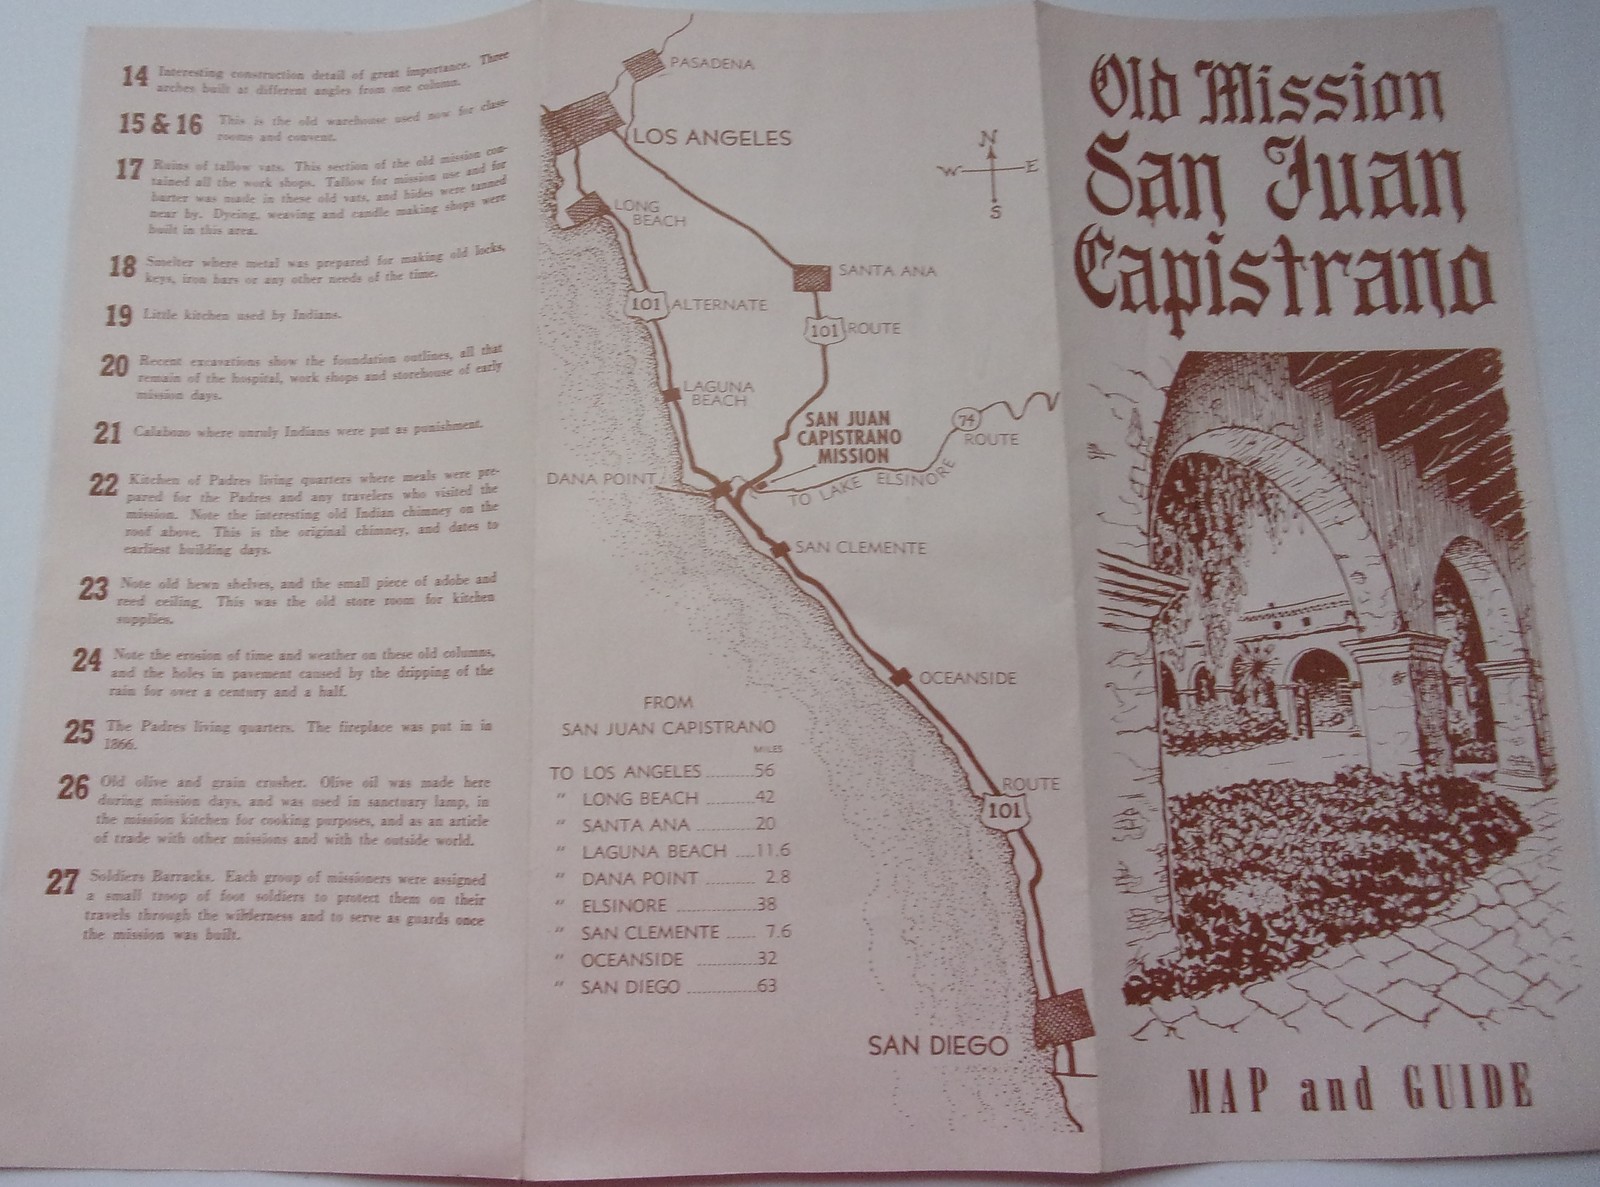 14 Interesting construction detail of great importance. Three
arches built at different angles from one column.
15 & 16 This is the old warehouse used now for class-
rooms and convent.
17 Ruins of tallow vats. This section of the old mission con-
tained all the work shops. Tallow for mission use and for
barter was made in these old vats, and hides were tanned
near by. Dyeing, weaving and candle making shops were
built in this area.
18 Smelter where metal was prepared for making old locks,
keys, iron bars or any other needs of the time.
19 Little kitchen used by Indians.
20 Recent excavations show the foundation outlines, all that
remain of the hospital, work shops and storehouse of early
mission days.
21 Calabozo where unruly Indians were put as punishment.
22 Kitchen of Padres living quarters where meals were pre-
pared for the Padres and any travelers who visited the
mission. Note the interesting old Indian chimney on the
roof above. This is the original chimney, and dates to
earliest building days.
23 Note old hewn shelves, and the small piece of adobe and
reed ceiling. This was the old store room for kitchen
supplies.
24 Note the erosion of time and weather on these old columns,
and the holes in pavement caused by the dripping of the
rain for over a century and a half.
25 The Padres living quarters. The fireplace was put in in
1866.
26 Old olive and grain crusher. Olive oil was made here
during mission days, and was used in sanctuary lamp, in
the mission kitchen for cooking purposes, and as an article
of trade with other missions and with the outside world.
27 Soldiers Barracks. Each group of missioners were assigned
a small troop of foot soldiers to protect them on their
travels through the wilderness and to serve as guards once
the mission was built.
PASADENA
LOS ANGELES
N
W E
S
LONG
BEACH
SANTA ANA
101 ALTERNATE
101 ROUTE
LAGUNA
BEACH
SAN JUAN
CAPISTRANO
MISSION
74
ROUTE
DANA POINT
TO LAKE ELSINORE
SAN CLEMENTE
OCEANSIDE
ROUTE
101
SAN DIEGO
FROM
SAN JUAN CAPISTRANO
MILES
TO LOS ANGELES ..........56
" LONG BEACH ..........42
" SANTA ANA ..........20
" LAGUNA BEACH ....11.6
" DANA POINT .......... 2.8
" ELSINORE ..............38
" SAN CLEMENTE ...... 7.6
" OCEANSIDE ...........32
" SAN DIEGO ............63
Old Mission
San Juan
Capistrano
MAP and GUIDE